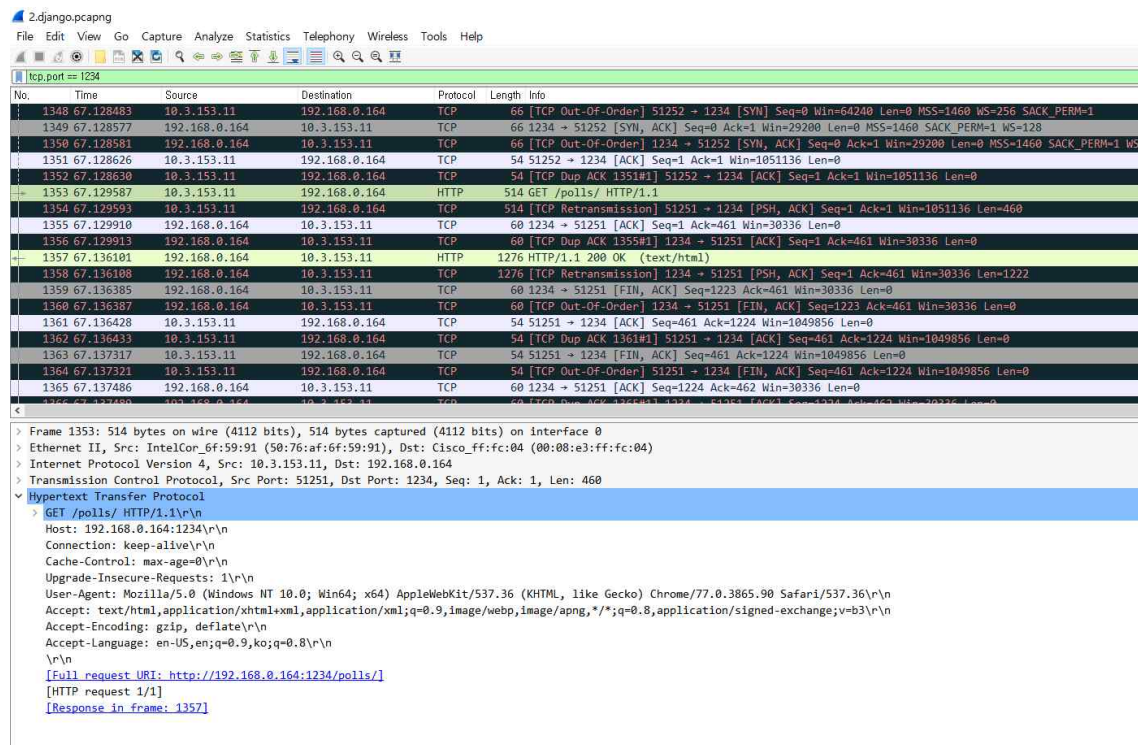 2.django.pcapng
File Edit View Go Capture Analyze Statistics Telephony Wireless Tools Help
tcp.port == 1234
No. Time Source Destination Protocol Length Info
1348 67.128483 10.3.153.11 192.168.0.164 TCP 66 [TCP Out-Of-Order] 51252 → 1234 [SYN] Seq=0 Win=64240 Len=0 MSS=1460 WS=256 SACK_PERM=1
1349 67.128577 192.168.0.164 10.3.153.11 TCP 66 1234 → 51252 [SYN, ACK] Seq=0 Ack=1 Win=29200 Len=0 MSS=1460 SACK_PERM=1 WS=128
1350 67.128581 192.168.0.164 10.3.153.11 TCP 66 [TCP Out-Of-Order] 1234 → 51252 [SYN, ACK] Seq=0 Ack=1 Win=29200 Len=0 MSS=1460 SACK_PERM=1 WS
1351 67.128626 10.3.153.11 192.168.0.164 TCP 54 51252 → 1234 [ACK] Seq=1 Ack=1 Win=1051136 Len=0
1352 67.128630 10.3.153.11 192.168.0.164 TCP 54 [TCP Dup ACK 1351#1] 51252 → 1234 [ACK] Seq=1 Ack=1 Win=1051136 Len=0
1353 67.129587 10.3.153.11 192.168.0.164 HTTP 514 GET /polls/ HTTP/1.1
1354 67.129593 10.3.153.11 192.168.0.164 TCP 514 [TCP Retransmission] 51251 → 1234 [PSH, ACK] Seq=1 Ack=1 Win=1051136 Len=460
1355 67.129910 192.168.0.164 10.3.153.11 TCP 60 1234 → 51251 [ACK] Seq=1 Ack=461 Win=30336 Len=0
1356 67.129913 192.168.0.164 10.3.153.11 TCP 60 [TCP Dup ACK 1355#1] 1234 → 51251 [ACK] Seq=1 Ack=461 Win=30336 Len=0
1357 67.136101 192.168.0.164 10.3.153.11 HTTP 1276 HTTP/1.1 200 OK (text/html)
1358 67.136108 192.168.0.164 10.3.153.11 TCP 1276 [TCP Retransmission] 1234 → 51251 [PSH, ACK] Seq=1 Ack=461 Win=30336 Len=1222
1359 67.136385 192.168.0.164 10.3.153.11 TCP 60 1234 → 51251 [FIN, ACK] Seq=1223 Ack=461 Win=30336 Len=0
1360 67.136387 192.168.0.164 10.3.153.11 TCP 60 [TCP Out-Of-Order] 1234 → 51251 [FIN, ACK] Seq=1223 Ack=461 Win=30336 Len=0
1361 67.136428 10.3.153.11 192.168.0.164 TCP 54 51251 → 1234 [ACK] Seq=461 Ack=1224 Win=1049856 Len=0
1362 67.136433 10.3.153.11 192.168.0.164 TCP 54 [TCP Dup ACK 1361#1] 51251 → 1234 [ACK] Seq=461 Ack=1224 Win=1049856 Len=0
1363 67.137317 10.3.153.11 192.168.0.164 TCP 54 51251 → 1234 [FIN, ACK] Seq=461 Ack=1224 Win=1049856 Len=0
1364 67.137321 10.3.153.11 192.168.0.164 TCP 54 [TCP Out-Of-Order] 51251 → 1234 [FIN, ACK] Seq=461 Ack=1224 Win=1049856 Len=0
1365 67.137486 192.168.0.164 10.3.153.11 TCP 60 1234 → 51251 [ACK] Seq=1224 Ack=462 Win=30336 Len=0
1366 67.137489 192.168.0.164 10.3.153.11 TCP 60 [TCP Dup ACK 1365#1] 1234 → 51251 [ACK] Seq=1224 Ack=462 Win=30336 Len=0
Frame 1353: 514 bytes on wire (4112 bits), 514 bytes captured (4112 bits) on interface 0
Ethernet II, Src: IntelCor_6f:59:91 (50:76:af:6f:59:91), Dst: Cisco_ff:fc:04 (00:08:e3:ff:fc:04)
Internet Protocol Version 4, Src: 10.3.153.11, Dst: 192.168.0.164
Transmission Control Protocol, Src Port: 51251, Dst Port: 1234, Seq: 1, Ack: 1, Len: 460
Hypertext Transfer Protocol
GET /polls/ HTTP/1.1\r\n
Host: 192.168.0.164:1234\r\n
Connection: keep-alive\r\n
Cache-Control: max-age=0\r\n
Upgrade-Insecure-Requests: 1\r\n
User-Agent: Mozilla/5.0 (Windows NT 10.0; Win64; x64) AppleWebKit/537.36 (KHTML, like Gecko) Chrome/77.0.3865.90 Safari/537.36\r\n
Accept: text/html,application/xhtml+xml,application/xml;q=0.9,image/webp,image/apng,*/*;q=0.8,application/signed-exchange;v=b3\r\n
Accept-Encoding: gzip, deflate\r\n
Accept-Language: en-US,en;q=0.9,ko;q=0.8\r\n
\r\n
[Full request URI: http://192.168.0.164:1234/polls/]
[HTTP request 1/1]
[Response in frame: 1357]